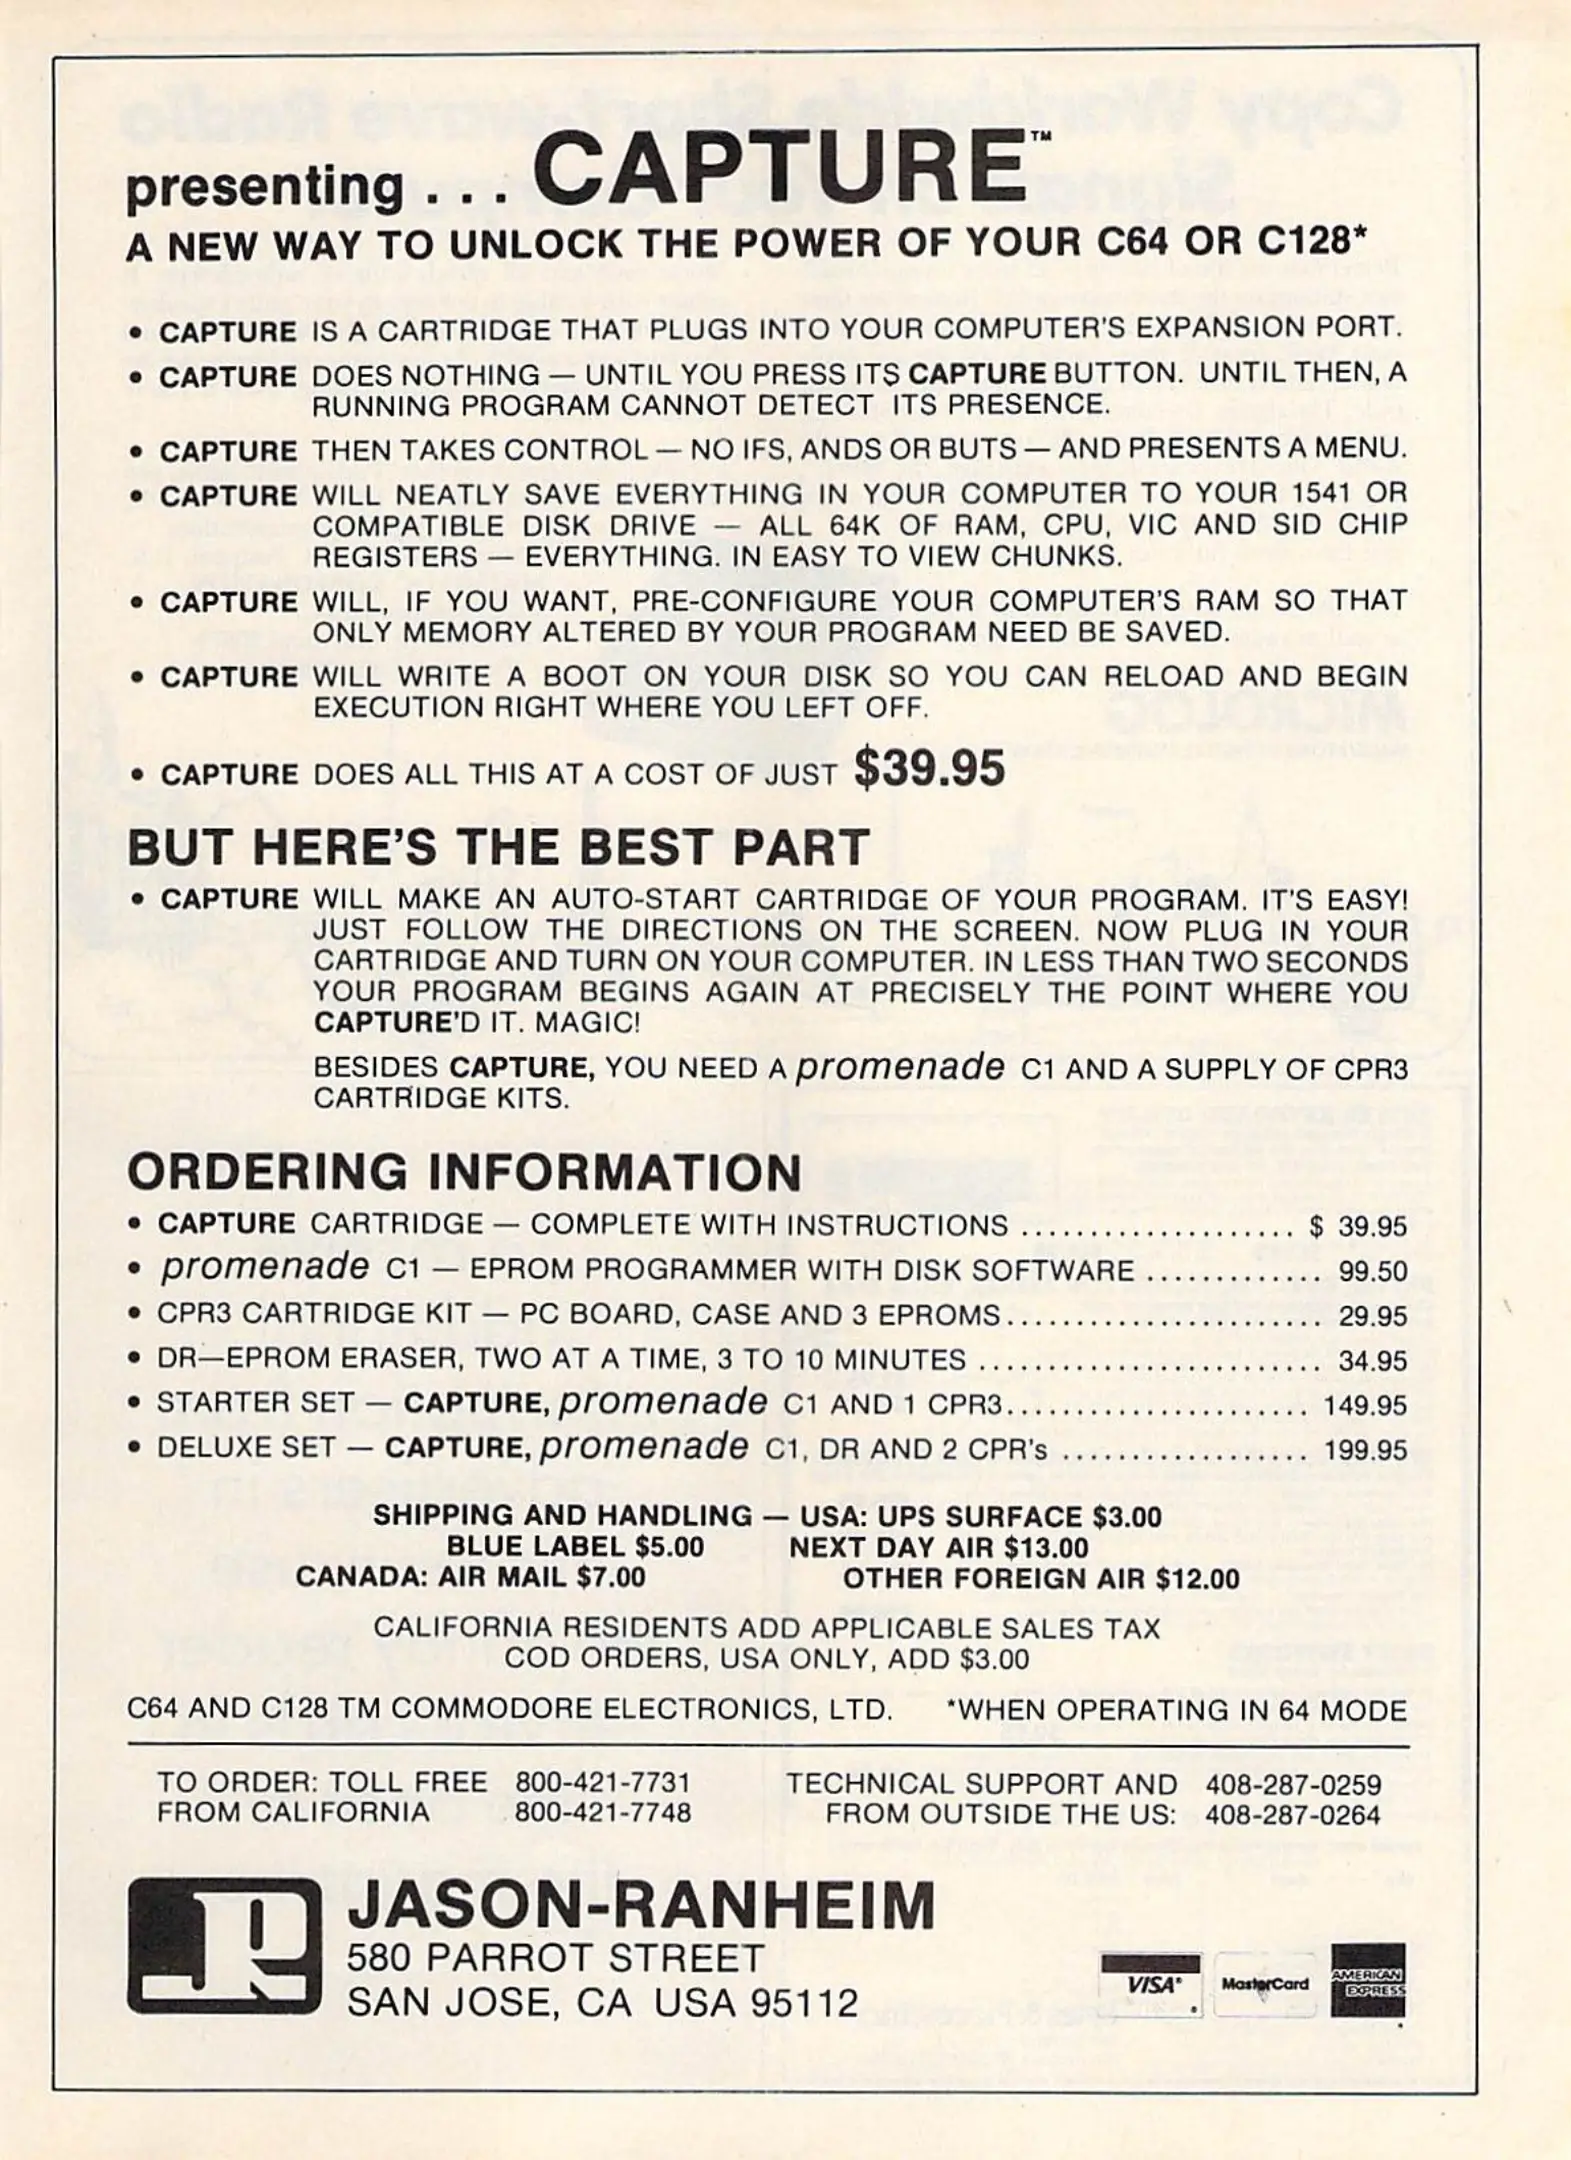 presenting . . . CAPTURE™
A NEW WAY TO UNLOCK THE POWER OF YOUR C64 OR C128*
• CAPTURE IS A CARTRIDGE THAT PLUGS INTO YOUR COMPUTER'S EXPANSION PORT.
• CAPTURE DOES NOTHING — UNTIL YOU PRESS ITS CAPTURE BUTTON. UNTIL THEN, A
RUNNING PROGRAM CANNOT DETECT ITS PRESENCE.
• CAPTURE THEN TAKES CONTROL — NO IFS, ANDS OR BUTS — AND PRESENTS A MENU.
• CAPTURE WILL NEATLY SAVE EVERYTHING IN YOUR COMPUTER TO YOUR 1541 OR
COMPATIBLE DISK DRIVE — ALL 64K OF RAM, CPU, VIC AND SID CHIP
REGISTERS — EVERYTHING. IN EASY TO VIEW CHUNKS.
• CAPTURE WILL, IF YOU WANT, PRE-CONFIGURE YOUR COMPUTER'S RAM SO THAT
ONLY MEMORY ALTERED BY YOUR PROGRAM NEED BE SAVED.
• CAPTURE WILL WRITE A BOOT ON YOUR DISK SO YOU CAN RELOAD AND BEGIN
EXECUTION RIGHT WHERE YOU LEFT OFF.
• CAPTURE DOES ALL THIS AT A COST OF JUST $39.95
BUT HERE'S THE BEST PART
• CAPTURE WILL MAKE AN AUTO-START CARTRIDGE OF YOUR PROGRAM. IT'S EASY!
JUST FOLLOW THE DIRECTIONS ON THE SCREEN. NOW PLUG IN YOUR
CARTRIDGE AND TURN ON YOUR COMPUTER. IN LESS THAN TWO SECONDS
YOUR PROGRAM BEGINS AGAIN AT PRECISELY THE POINT WHERE YOU
CAPTURE'D IT. MAGIC!
BESIDES CAPTURE, YOU NEED A promenade C1 AND A SUPPLY OF CPR3
CARTRIDGE KITS.
ORDERING INFORMATION
• CAPTURE CARTRIDGE — COMPLETE WITH INSTRUCTIONS ..................... $ 39.95
• promenade C1 — EPROM PROGRAMMER WITH DISK SOFTWARE ............. 99.50
• CPR3 CARTRIDGE KIT — PC BOARD, CASE AND 3 EPROMS........................ 29.95
• DR—EPROM ERASER, TWO AT A TIME, 3 TO 10 MINUTES .......................... 34.95
• STARTER SET — CAPTURE, promenade C1 AND 1 CPR3....................... 149.95
• DELUXE SET — CAPTURE, promenade C1, DR AND 2 CPR's ................... 199.95
SHIPPING AND HANDLING — USA: UPS SURFACE $3.00
BLUE LABEL $5.00 NEXT DAY AIR $13.00
CANADA: AIR MAIL $7.00 OTHER FOREIGN AIR $12.00
CALIFORNIA RESIDENTS ADD APPLICABLE SALES TAX
COD ORDERS, USA ONLY, ADD $3.00
C64 AND C128 TM COMMODORE ELECTRONICS, LTD. *WHEN OPERATING IN 64 MODE
TO ORDER: TOLL FREE 800-421-7731 TECHNICAL SUPPORT AND 408-287-0259
FROM CALIFORNIA 800-421-7748 FROM OUTSIDE THE US: 408-287-0264
JR JASON-RANHEIM
580 PARROT STREET
SAN JOSE, CA USA 95112
VISA® MasterCard AMERICAN EXPRESS